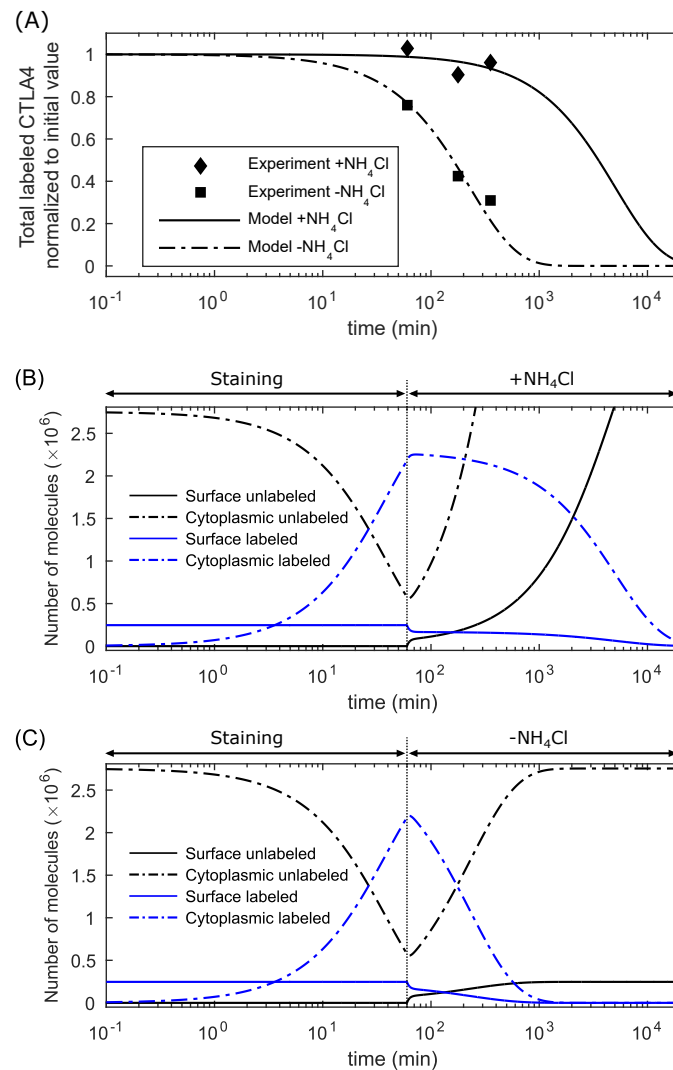 (A)
Total labeled CTLA4
normalized to initial value
1
0.8
0.6
0.4
0.2
0
Experiment +NH₄Cl
Experiment -NH₄Cl
Model +NH₄Cl
Model -NH₄Cl
10⁻¹ 10⁰ 10¹ 10² 10³ 10⁴
time (min)
(B)
Staining +NH₄Cl
Number of molecules (×10⁶)
2.5
2
1.5
1
0.5
0
Surface unlabeled
Cytoplasmic unlabeled
Surface labeled
Cytoplasmic labeled
10⁻¹ 10⁰ 10¹ 10² 10³ 10⁴
time (min)
(C)
Staining -NH₄Cl
Number of molecules (×10⁶)
2.5
2
1.5
1
0.5
0
Surface unlabeled
Cytoplasmic unlabeled
Surface labeled
Cytoplasmic labeled
10⁻¹ 10⁰ 10¹ 10² 10³ 10⁴
time (min)